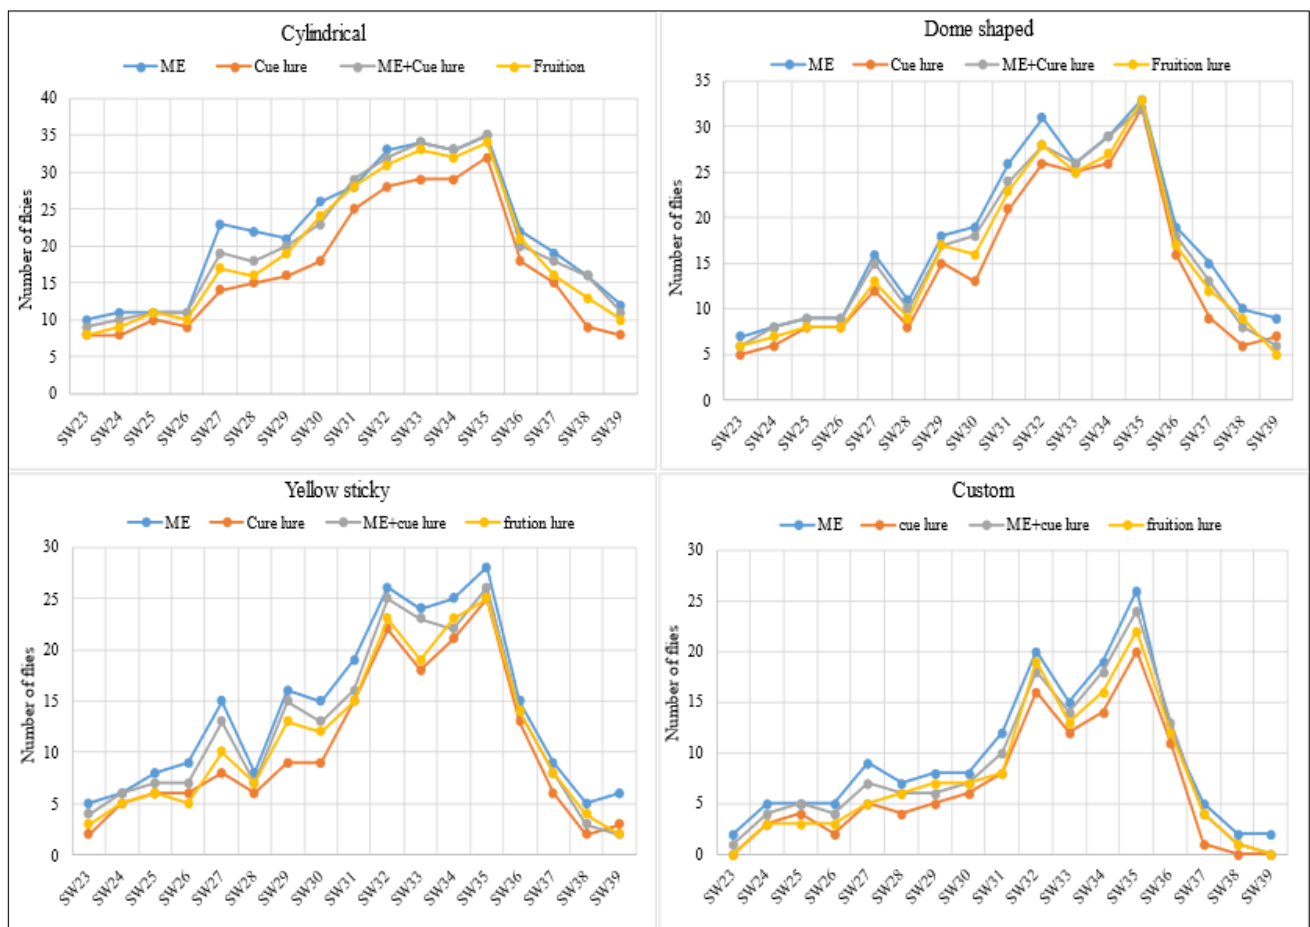 Cylindrical
ME Cue lure ME+Cue lure Fruition
Number of flies
40
35
30
25
20
15
10
5
0
SW23 SW24 SW25 SW26 SW27 SW28 SW29 SW30 SW31 SW32 SW33 SW34 SW35 SW36 SW37 SW38 SW39
Dome shaped
ME Cue lure ME+Cure lure Fruition lure
Number of flies
35
30
25
20
15
10
5
0
SW23 SW24 SW25 SW26 SW27 SW28 SW29 SW30 SW31 SW32 SW33 SW34 SW35 SW36 SW37 SW38 SW39
Yellow sticky
ME Cure lure ME+cue lure frution lure
Number of flies
30
25
20
15
10
5
0
SW23 SW24 SW25 SW26 SW27 SW28 SW29 SW30 SW31 SW32 SW33 SW34 SW35 SW36 SW37 SW38 SW39
Custom
ME cue lure ME+cue lure fruition lure
Number of flies
30
25
20
15
10
5
0
SW23 SW24 SW25 SW26 SW27 SW28 SW29 SW30 SW31 SW32 SW33 SW34 SW35 SW36 SW37 SW38 SW39